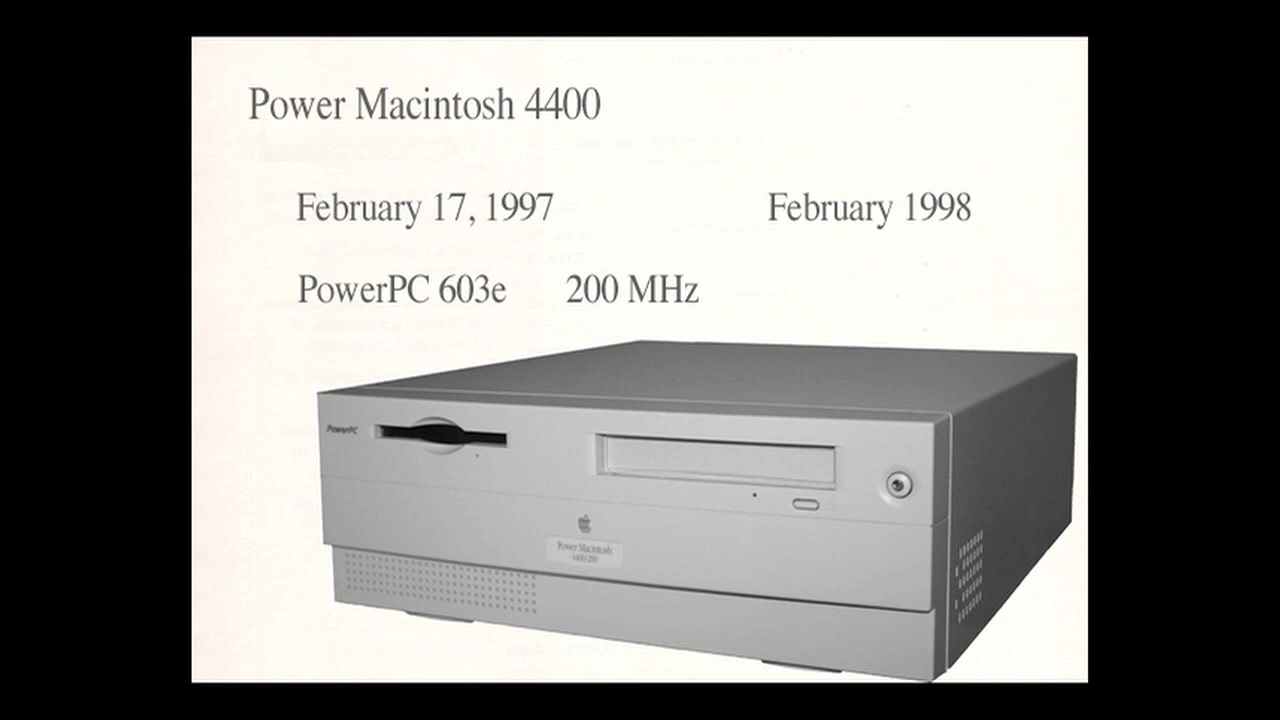 Power Macintosh 4400
February 17, 1997 February 1998
PowerPC 603e 200 MHz
PowerPC
Power Macintosh
4400/200